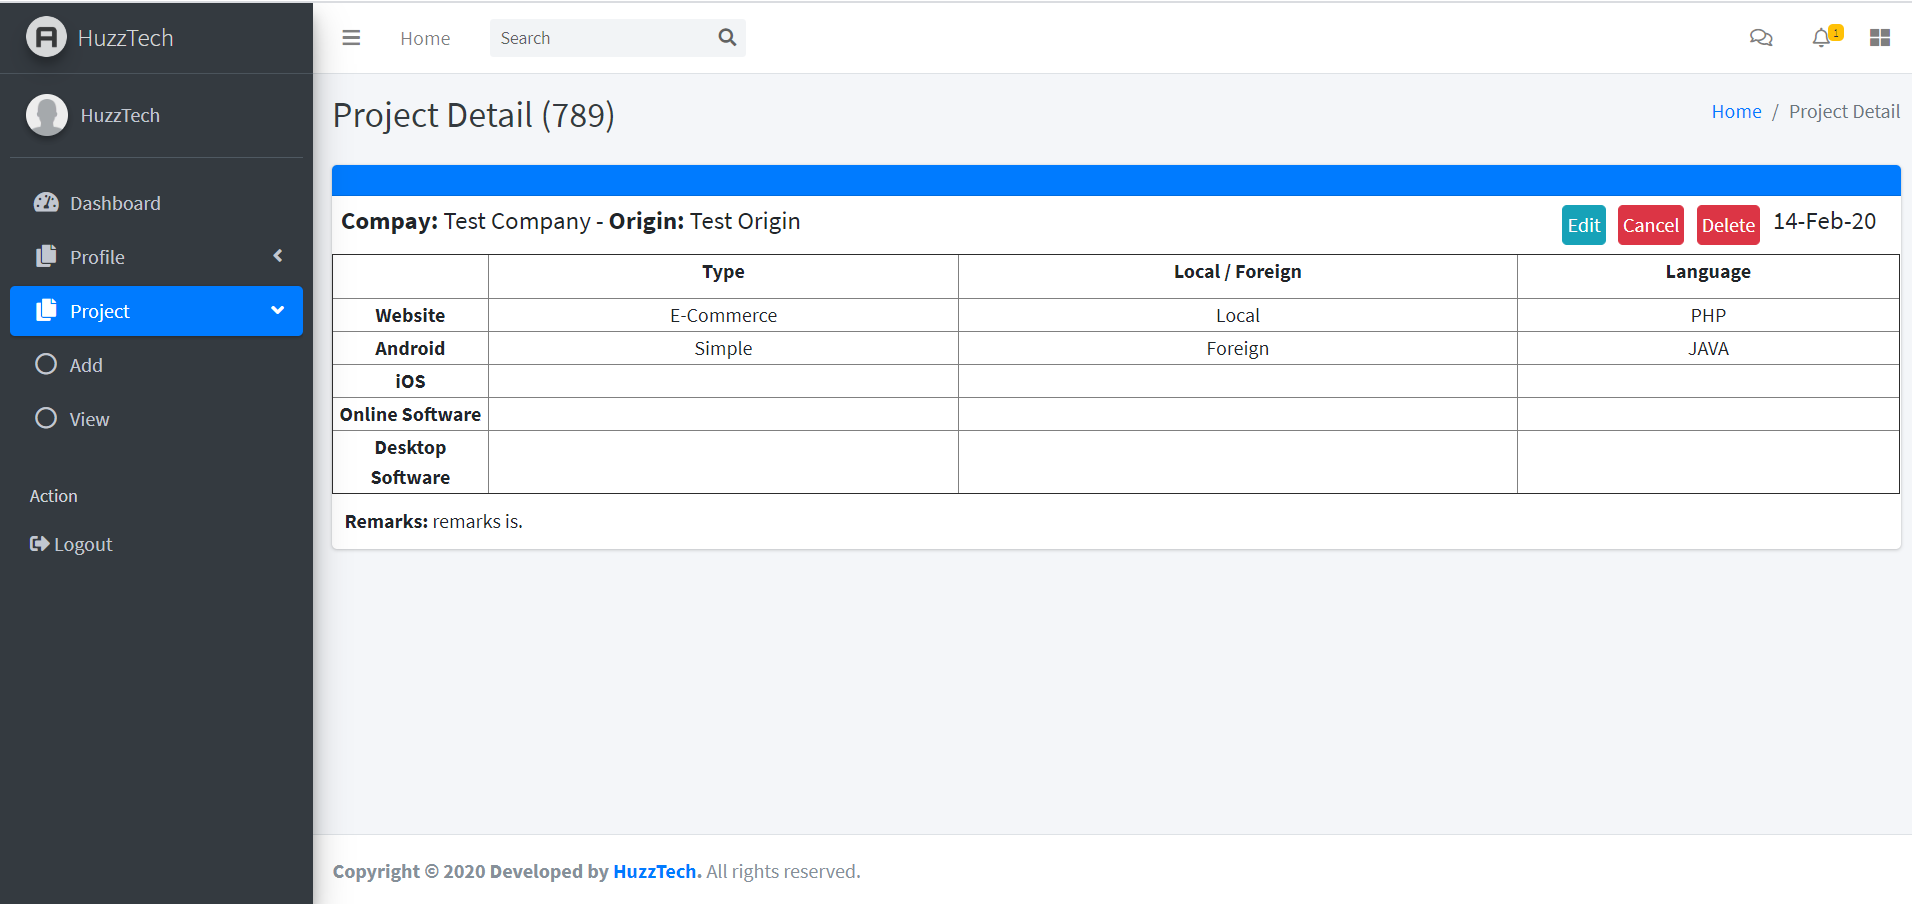 HuzzTech
Home
Search
1
HuzzTech
Dashboard
Profile
Project
Add
View
Action
Logout
Project Detail (789)
Home / Project Detail
Compay: Test Company - Origin: Test Origin
Edit Cancel Delete 14-Feb-20
Type Local / Foreign Language
Website E-Commerce Local PHP
Android Simple Foreign JAVA
iOS
Online Software
Desktop
Software
Remarks: remarks is.
Copyright © 2020 Developed by HuzzTech. All rights reserved.